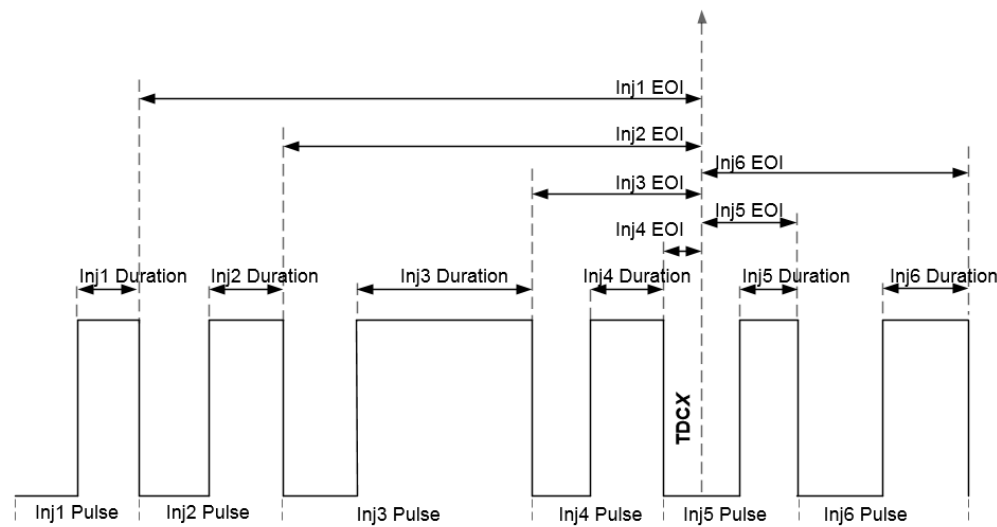 Inj1 EOI
Inj2 EOI
Inj3 EOI
Inj6 EOI
Inj5 EOI
Inj4 EOI
Inj1 Duration
Inj2 Duration
Inj3 Duration
Inj4 Duration
Inj5 Duration
Inj6 Duration
TDCX
Inj1 Pulse
Inj2 Pulse
Inj3 Pulse
Inj4 Pulse
Inj5 Pulse
Inj6 Pulse